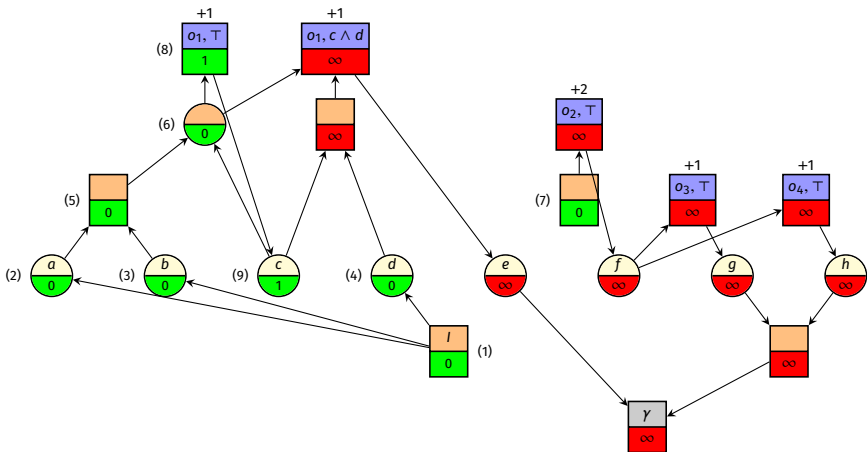 +1 +1
(8) o₁, ⊤ o₁, c ∧ d
1 ∞
+2
(6) 0 ∞ o₂, ⊤
∞
+1 +1
(5) 0 (7) 0 o₃, ⊤ o₄, ⊤
∞ ∞
(2) a (3) b (9) c (4) d e f g h
0 0 1 0 ∞ ∞ ∞ ∞
I (1)
0 ∞
γ
∞